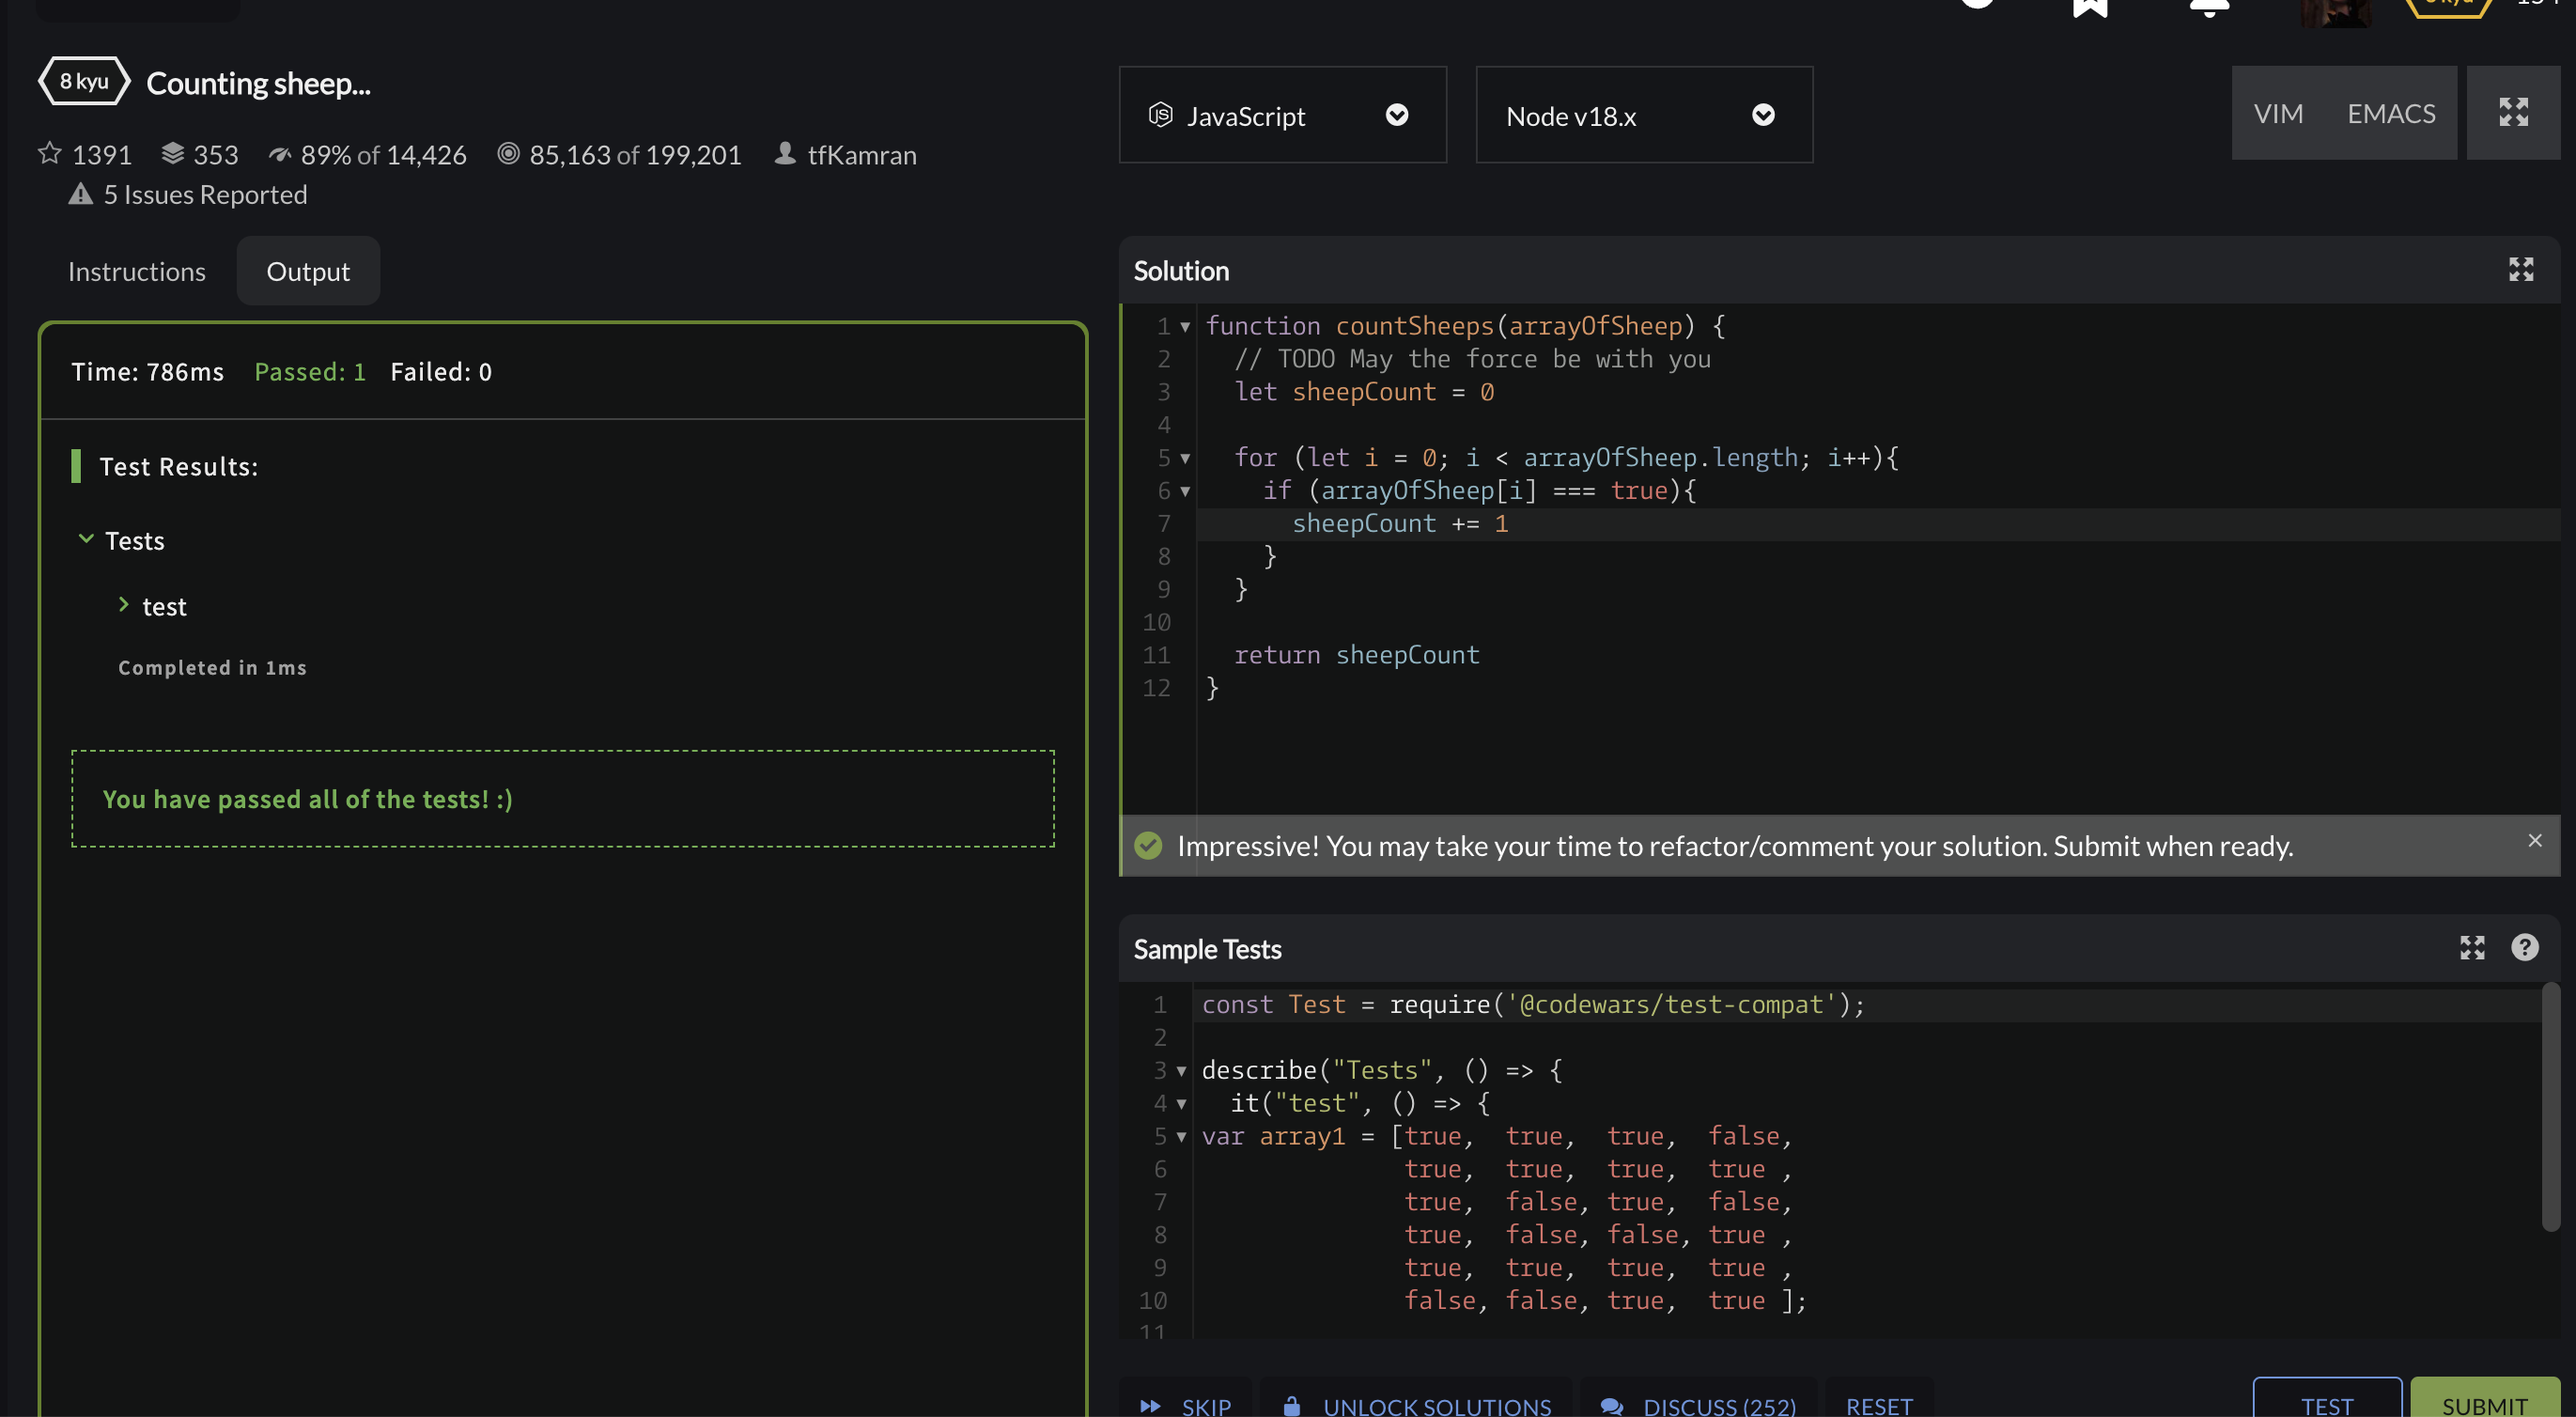 8 kyu
Counting sheep...
1391 353 89% of 14,426 85,163 of 199,201 tfKamran
5 Issues Reported
Instructions Output
Time: 786ms Passed: 1 Failed: 0
Test Results:
Tests
test
Completed in 1ms
You have passed all of the tests! :)
JavaScript
Node v18.x
VIM EMACS
Solution
1 function countSheeps(arrayOfSheep) {
2 // TODO May the force be with you
3 let sheepCount = 0
4
5 for (let i = 0; i < arrayOfSheep.length; i++){
6 if (arrayOfSheep[i] === true){
7 sheepCount += 1
8 }
9 }
10
11 return sheepCount
12 }
Impressive! You may take your time to refactor/comment your solution. Submit when ready.
Sample Tests
1 const Test = require('@codewars/test-compat');
2
3 describe("Tests", () => {
4 it("test", () => {
5 var array1 = [true, true, true, false,
6 true, true, true, true ,
7 true, false, true, false,
8 true, false, false, true ,
9 true, true, true, true ,
10 false, false, true, true ];
11
SKIP UNLOCK SOLUTIONS DISCUSS (252) RESET TEST SUBMIT